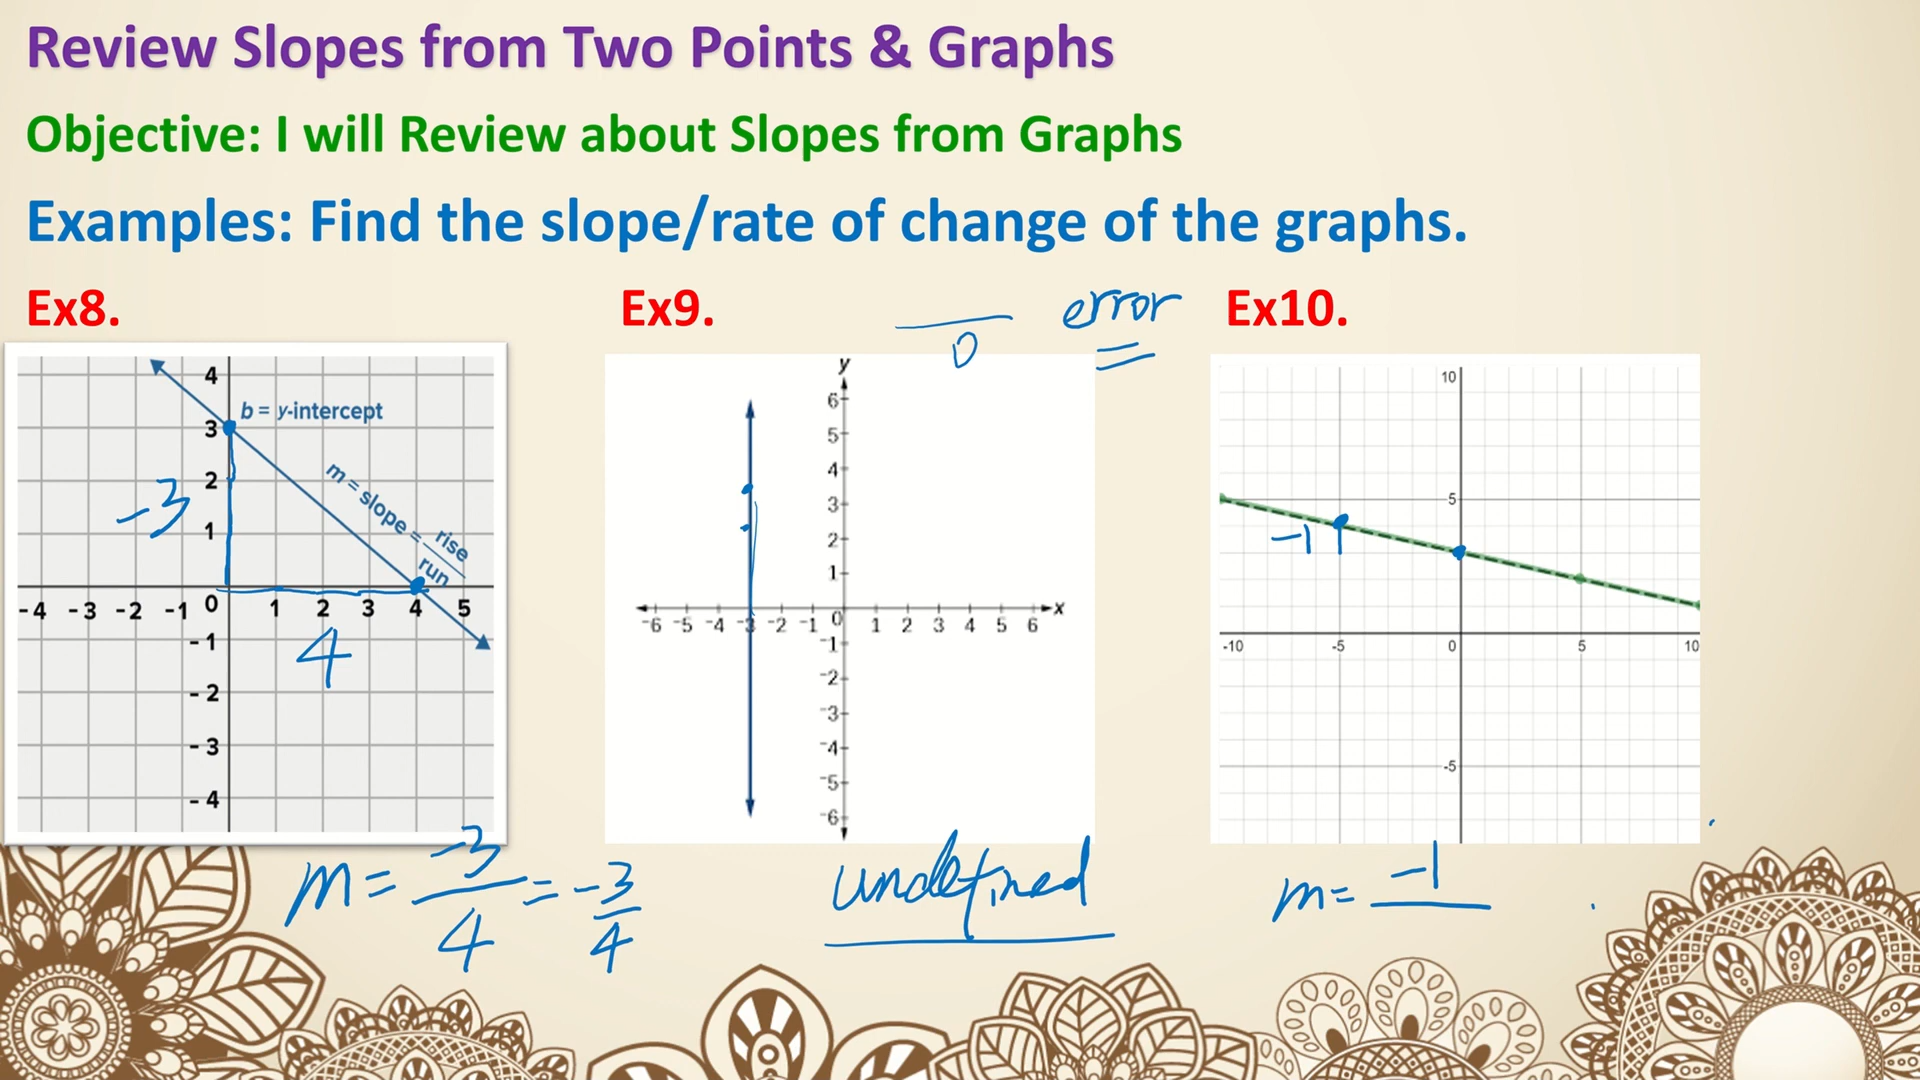 Review Slopes from Two Points & Graphs
Objective: I will Review about Slopes from Graphs
Examples: Find the slope/rate of change of the graphs.
Ex8.
4
b = y-intercept
3
2
1
m = slope = rise/run
-4 -3 -2 -1 0 1 2 3 4 5
-1
-2
-3
-4
-3
4
m = -3/4 = -3/4
Ex9.
0
error
y
6
5
4
3
2
1
-6 -5 -4 -3 -2 -1 0 1 2 3 4 5 6 x
-1
-2
-3
-4
-5
-6
undefined
Ex10.
10
5
-1
-10 -5 0 5 10
-5
m = -1